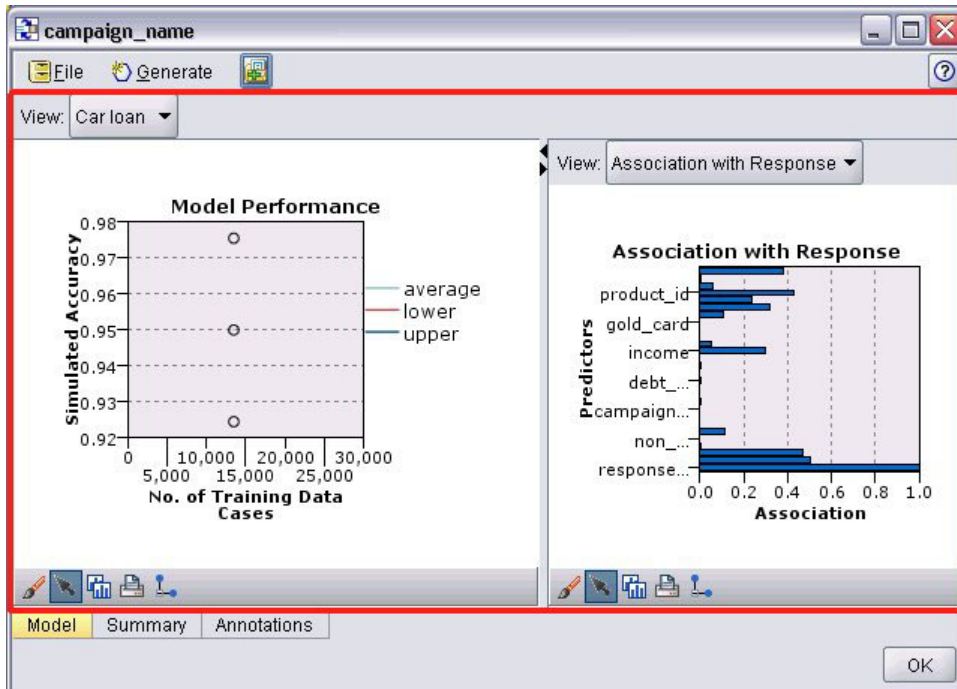 campaign_name
File Generate
View: Car loan
Model Performance
Simulated Accuracy
0.98
0.97
0.96
0.95
0.94
0.93
0.92
0 10,000 20,000 30,000
5,000 15,000 25,000
No. of Training Data
Cases
average
lower
upper
View: Association with Response
Association with Response
Predictors
product_id
gold_card
income
debt_...
campaign...
non_...
response...
0.0 0.2 0.4 0.6 0.8 1.0
Association
Model Summary Annotations
OK